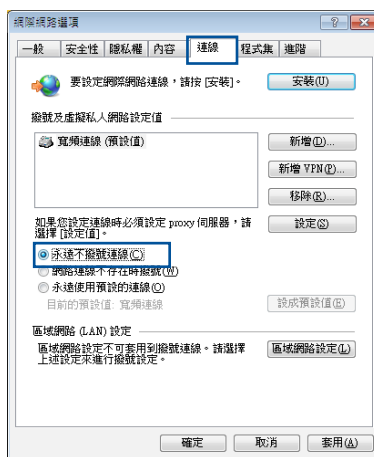 網際網路選項
一般 安全性 隱私權 內容 連線 程式集 進階
要設定網際網路連線，請按 [安裝]。 安裝(U)
撥號及虛擬私人網路設定值
寬頻連線 (預設值) 新增(D)...
新增 VPN(P)...
移除(R)...
如果您設定連線時必須設定 proxy 伺服器，請 設定(S)
選擇 [設定值]。
永遠不撥號連線(C)
網路連線不存在時撥號(W)
永遠使用預設的連線(O)
目前的預設值: 寬頻連線 設成預設值(E)
區域網路 (LAN) 設定
區域網路設定不可套用到撥號連線。請選擇 區域網路設定(L)
上述設定來進行撥號設定。
確定 取消 套用(A)